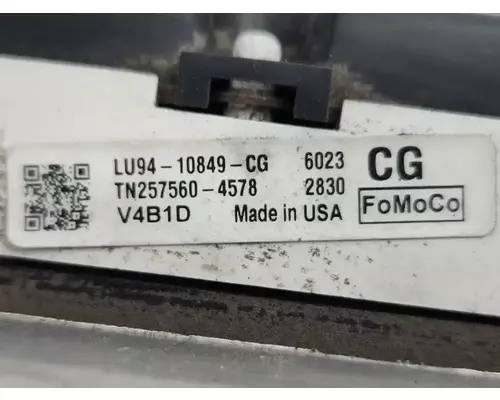 LU94-10849-CG 6023 CG
TN257560-4578 2830
V4B1D Made in USA FoMoCo